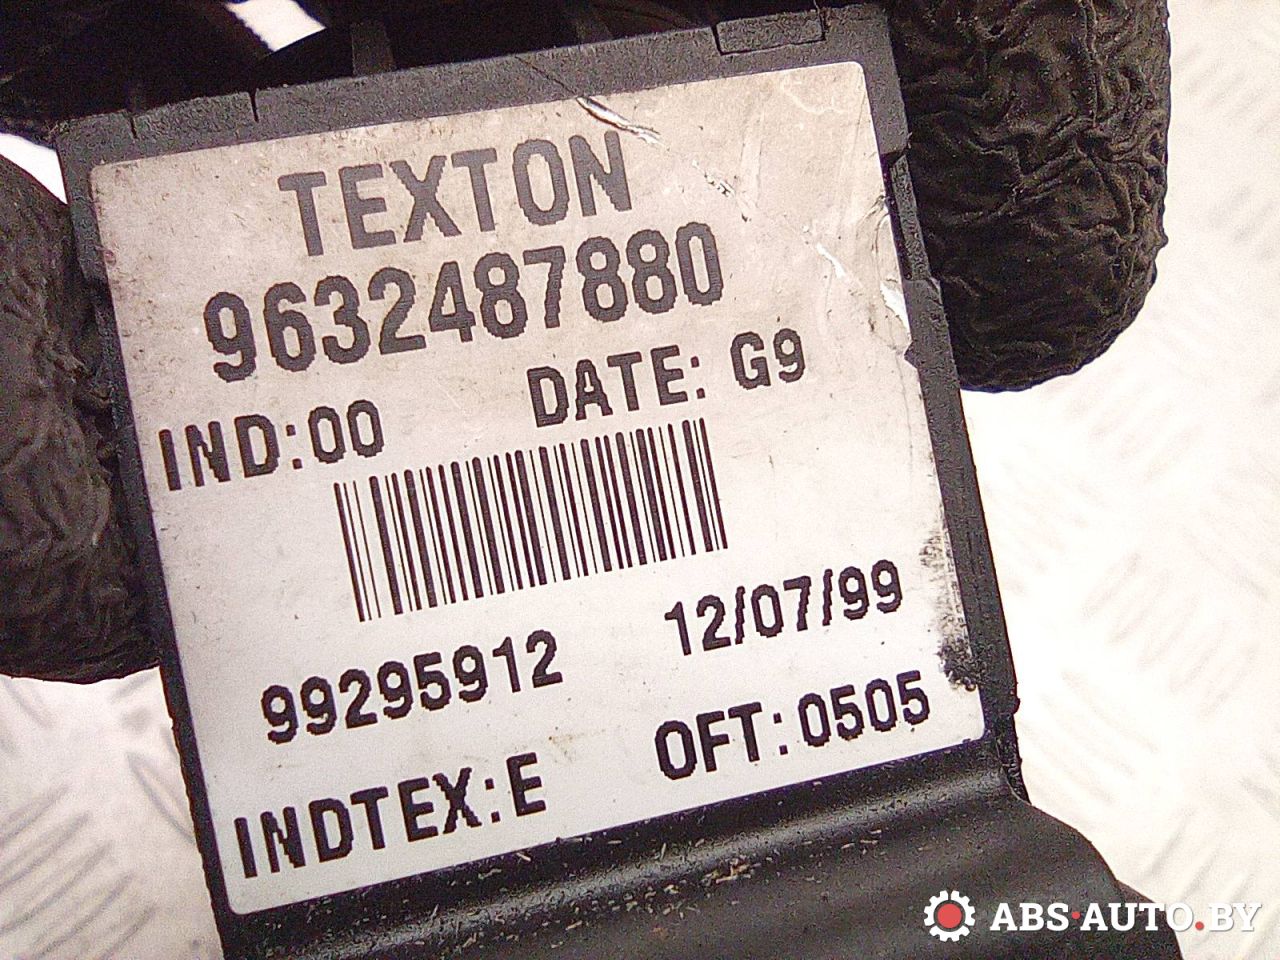 TEXTON
9632487880
IND:00 DATE: G9
99295912 12/07/99
INDTEX:E OFT:0505
ABS·AUTO.BY